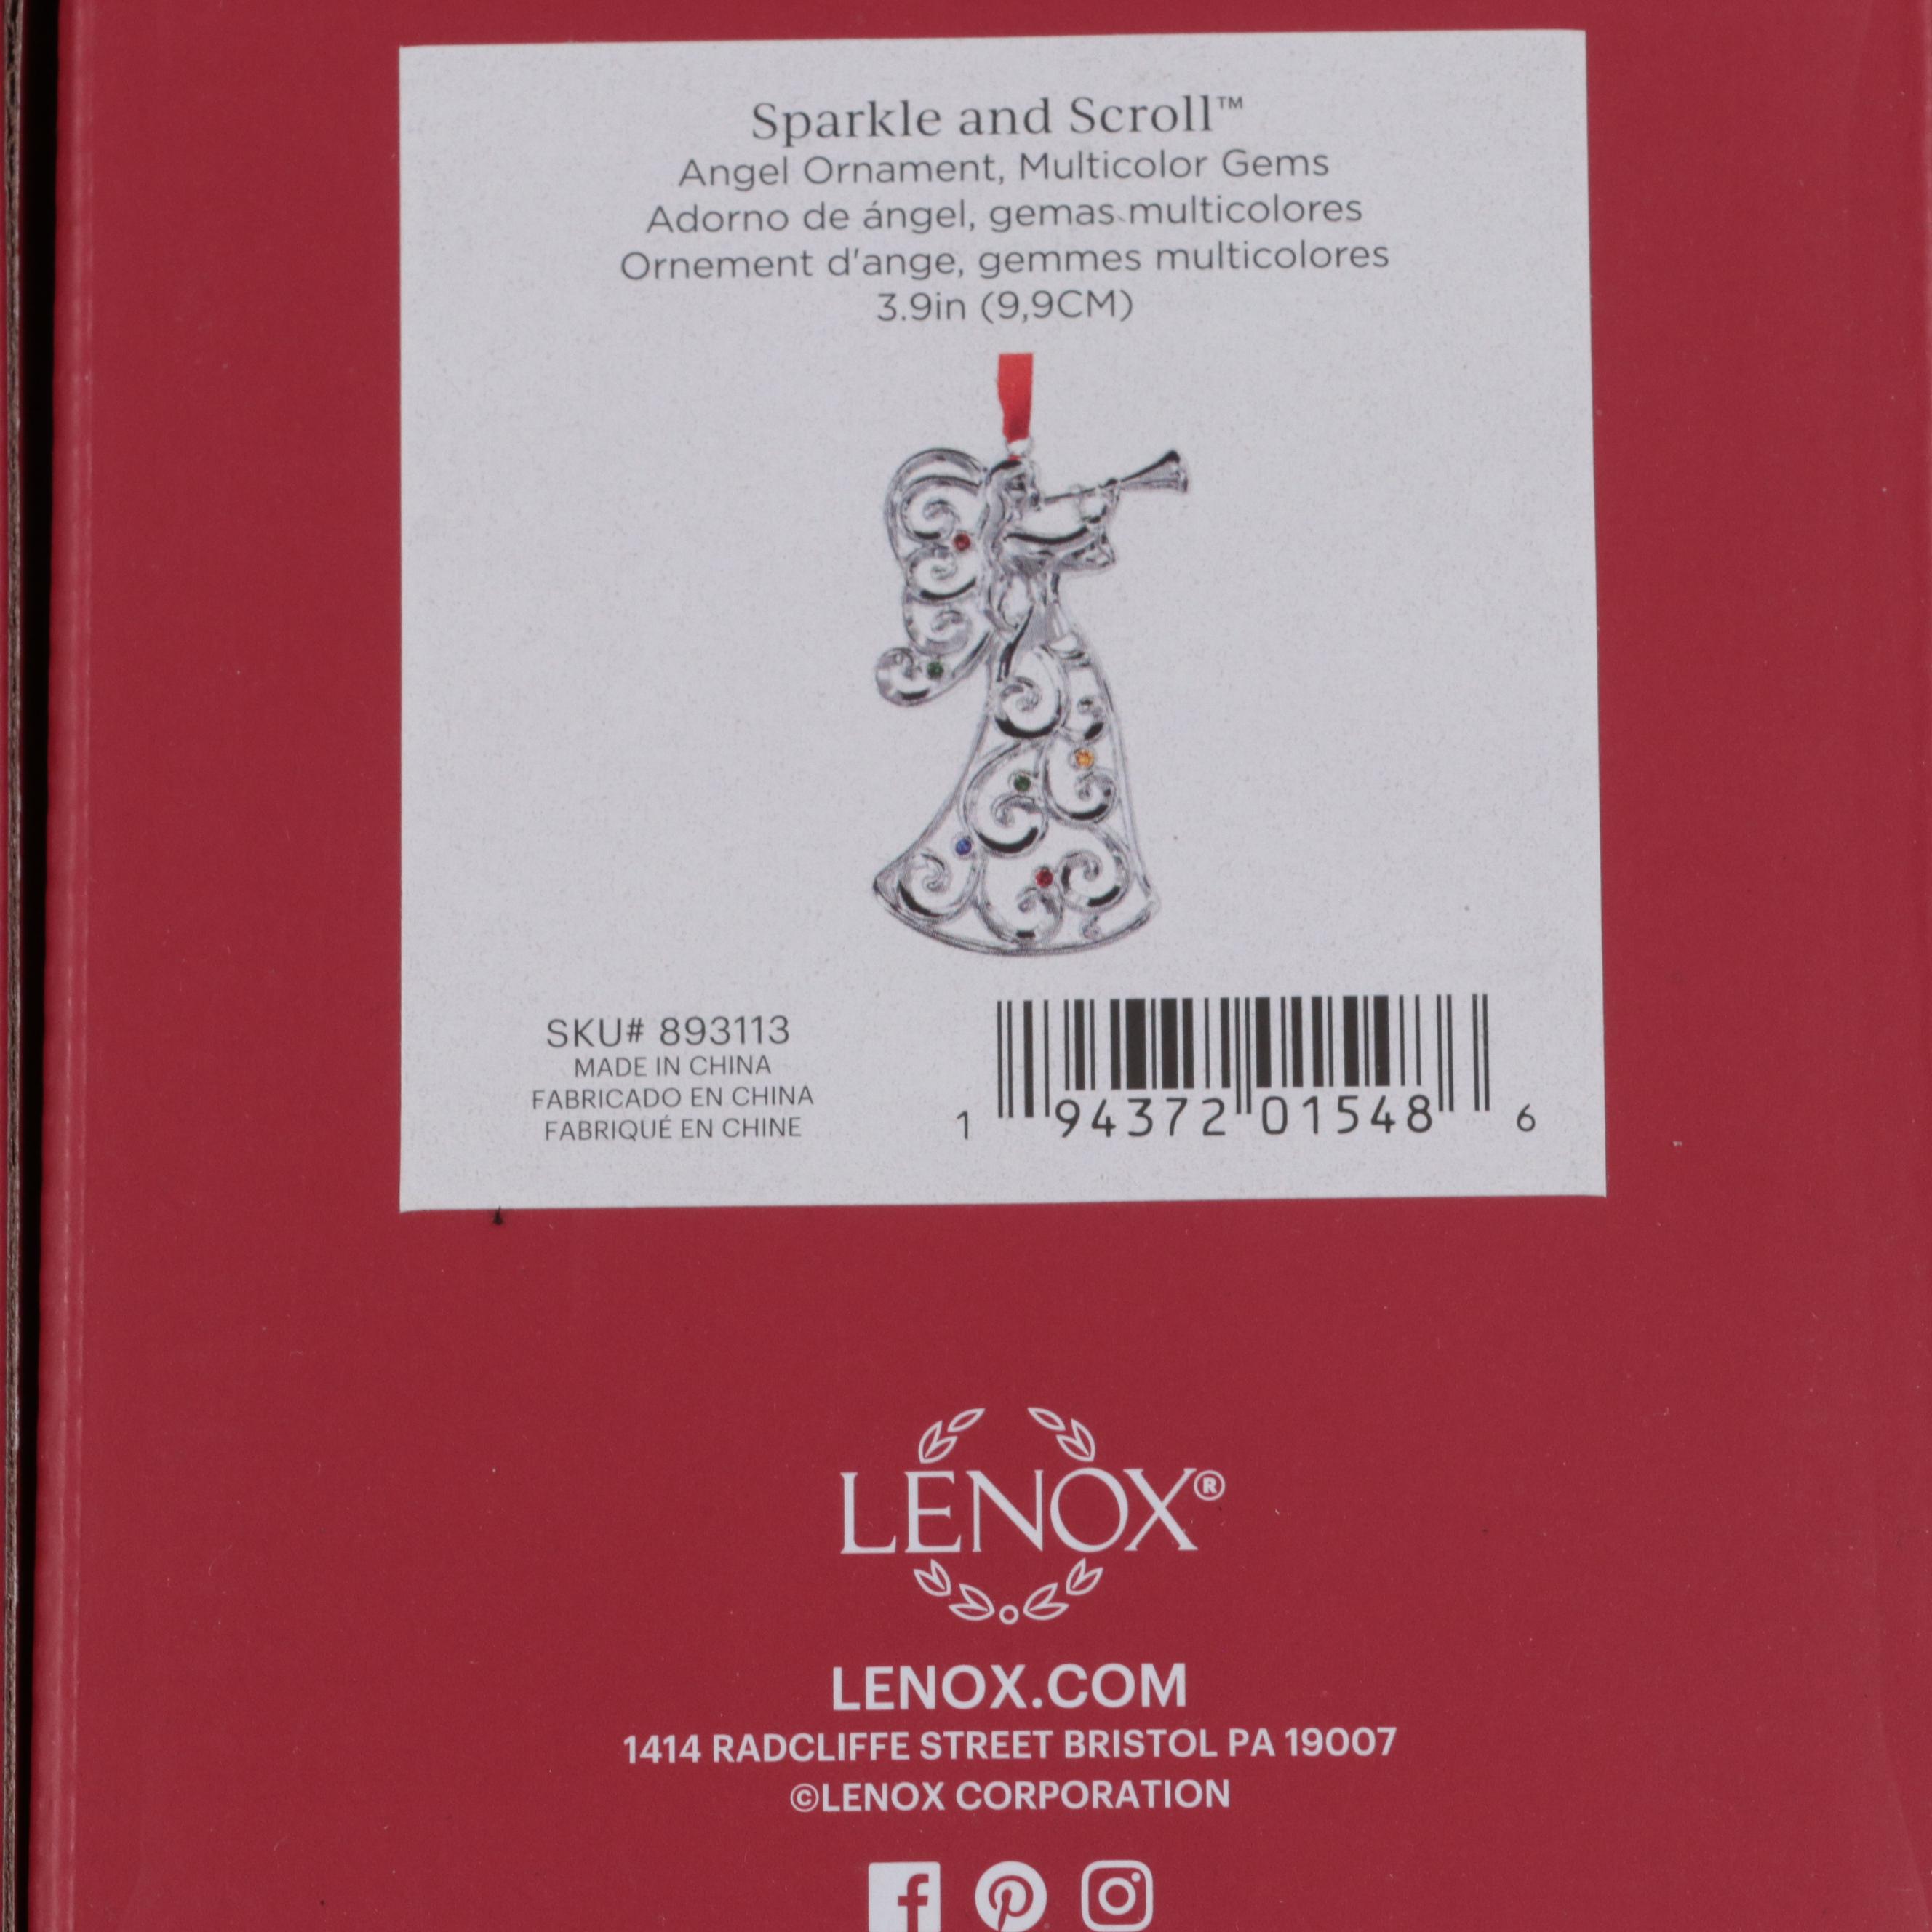 Sparkle and Scroll™
Angel Ornament, Multicolor Gems
Adorno de ángel, gemas multicolores
Ornement d'ange, gemmes multicolores
3.9in (9,9CM)
SKU# 893113
MADE IN CHINA
FABRICADO EN CHINA
FABRIQUÉ EN CHINE
1 94372 01548 6
LENOX®
LENOX.COM
1414 RADCLIFFE STREET BRISTOL PA 19007
©LENOX CORPORATION